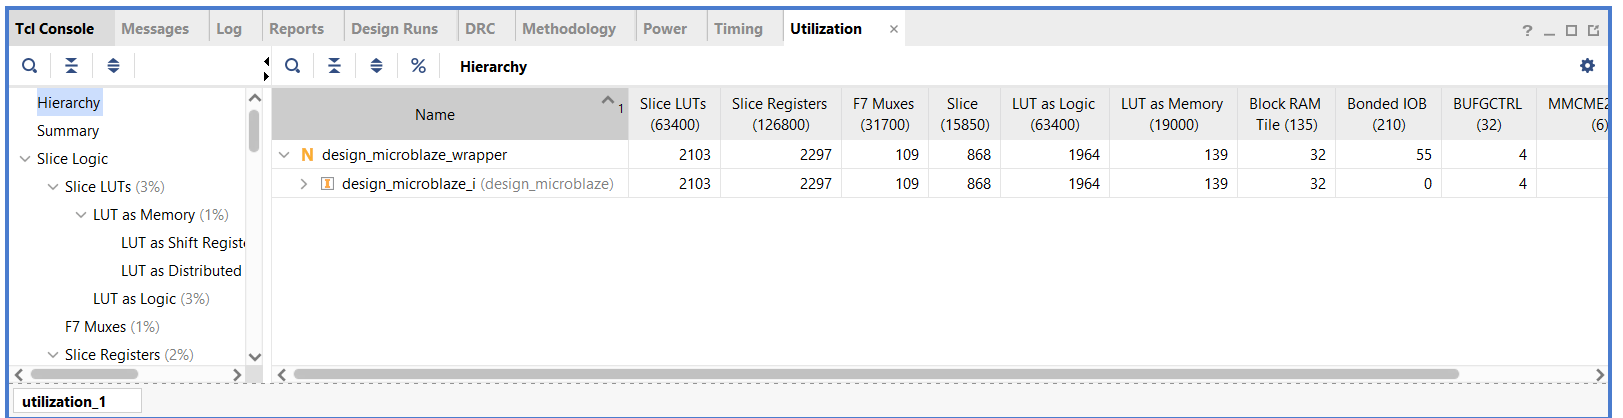 Tcl Console Messages Log Reports Design Runs DRC Methodology Power Timing Utilization × ?
% Hierarchy
Hierarchy
Summary
Slice Logic
Slice LUTs (3%)
LUT as Memory (1%)
LUT as Shift Registe
LUT as Distributed
LUT as Logic (3%)
F7 Muxes (1%)
Slice Registers (2%)
Name 1 Slice LUTs Slice Registers F7 Muxes Slice LUT as Logic LUT as Memory Block RAM Bonded IOB BUFGCTRL MMCME2
(63400) (126800) (31700) (15850) (63400) (19000) Tile (135) (210) (32) (6)
N design_microblaze_wrapper 2103 2297 109 868 1964 139 32 55 4
I design_microblaze_i (design_microblaze) 2103 2297 109 868 1964 139 32 0 4
utilization_1